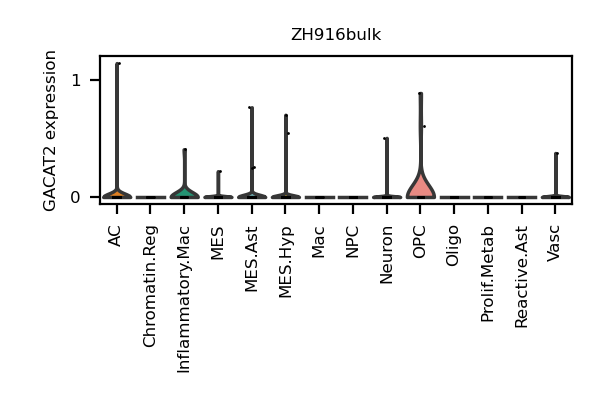 ZH916bulk
GACAT2 expression
1
0
AC
Chromatin.Reg
Inflammatory.Mac
MES
MES.Ast
MES.Hyp
Mac
NPC
Neuron
OPC
Oligo
Prolif.Metab
Reactive.Ast
Vasc